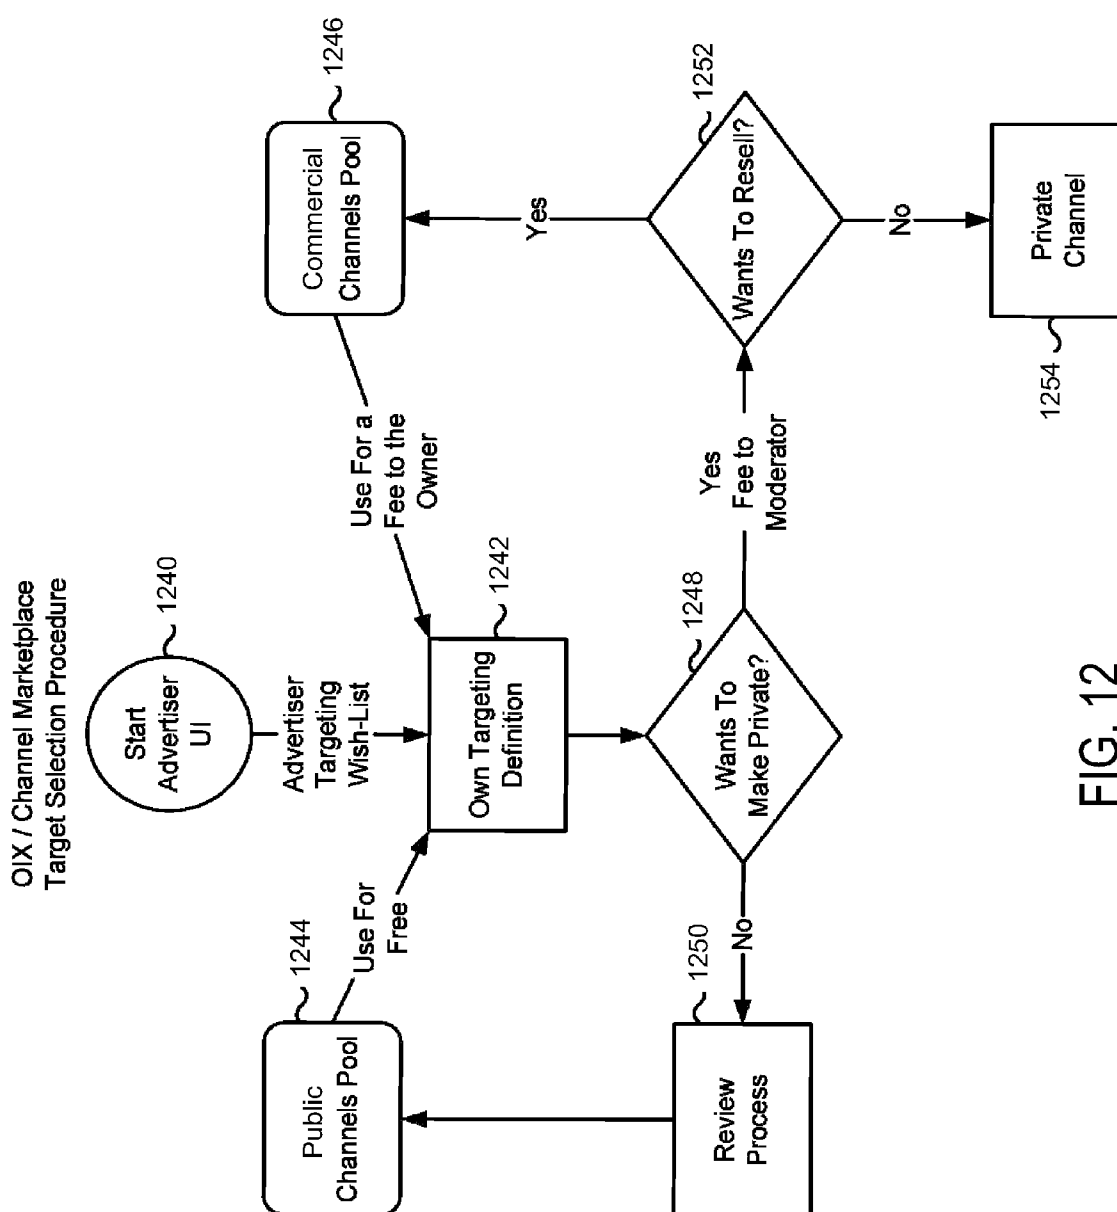 OIX / Channel Marketplace
Target Selection Procedure
Start
Advertiser
UI
1240
Advertiser
Targeting
Wish-List
Public
Channels Pool
1244
Use For
Free
Own Targeting
Definition
1242
Use For a
Fee to the
Owner
Commercial
Channels Pool
1246
Wants To
Make Private?
1248
No
Review
Process
1250
Yes
Fee to
Moderator
Wants To Resell?
1252
Yes
No
Private
Channel
1254
FIG. 12